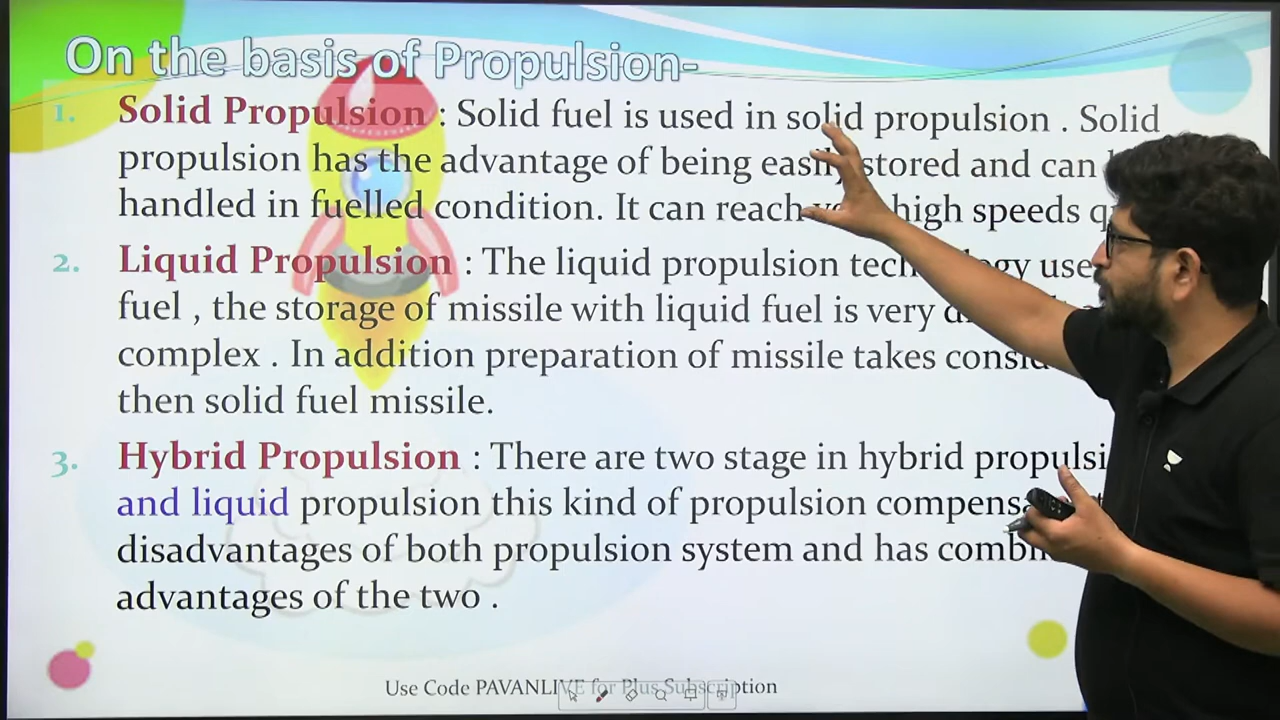 On the basis of Propulsion-
1. Solid Propulsion : Solid fuel is used in solid propulsion . Solid
propulsion has the advantage of being easily stored and can
handled in fuelled condition. It can reach high speeds
2. Liquid Propulsion : The liquid propulsion technology
fuel , the storage of missile with liquid fuel is very
complex . In addition preparation of missile takes
then solid fuel missile.
3. Hybrid Propulsion : There are two stage in hybrid
and liquid propulsion this kind of propulsion
disadvantages of both propulsion system and has
advantages of the two .
Use Code PAVANLIVE for Plus Subscription